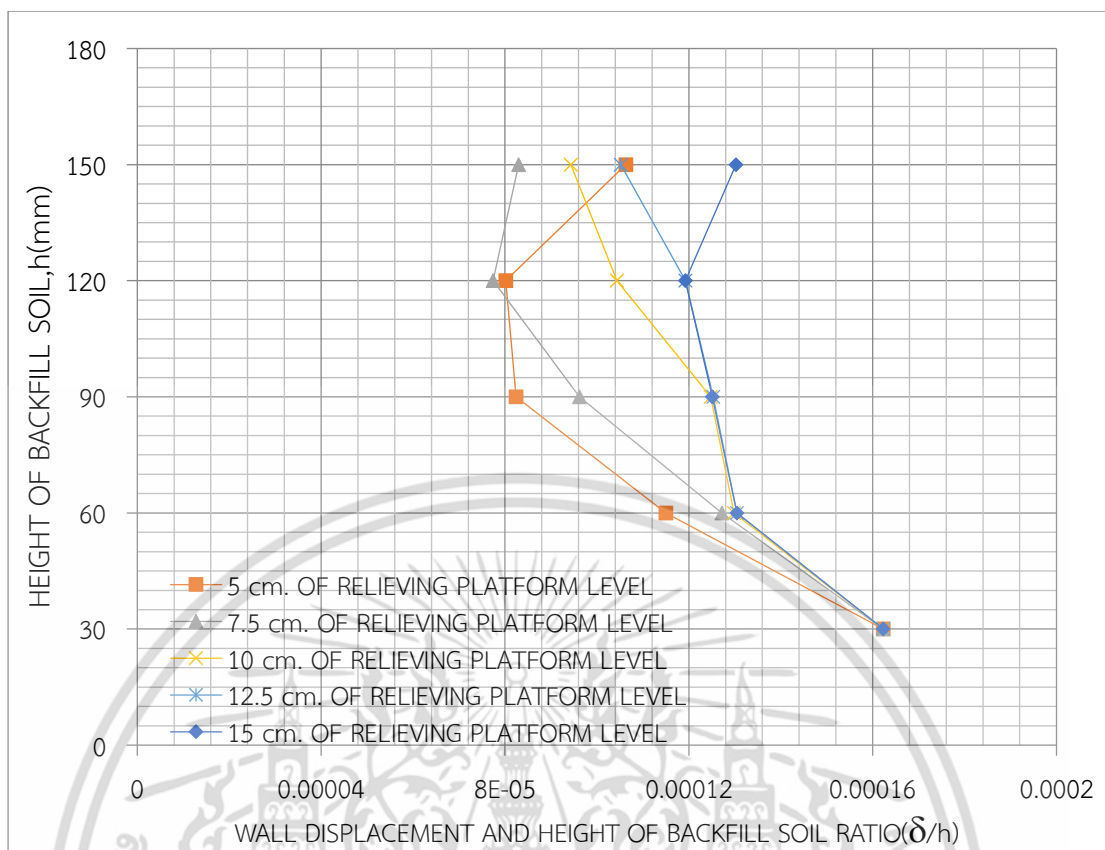 180
150
120
90
60
30
0
HEIGHT OF BACKFILL SOIL,h(mm)
5 cm. OF RELIEVING PLATFORM LEVEL
7.5 cm. OF RELIEVING PLATFORM LEVEL
10 cm. OF RELIEVING PLATFORM LEVEL
12.5 cm. OF RELIEVING PLATFORM LEVEL
15 cm. OF RELIEVING PLATFORM LEVEL
0 0.00004 8E-05 0.00012 0.00016 0.0002
WALL DISPLACEMENT AND HEIGHT OF BACKFILL SOIL RATIO(δ/h)